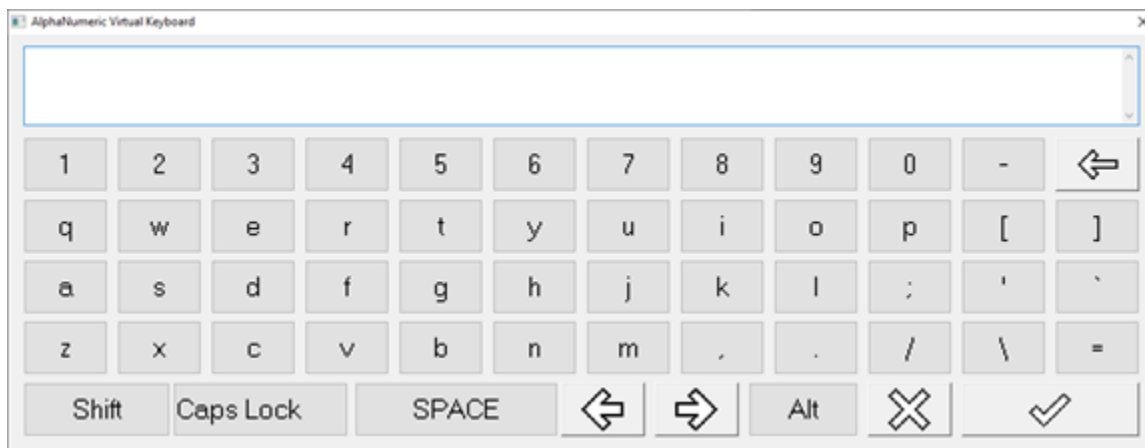 AlphaNumeric Virtual Keyboard
1 2 3 4 5 6 7 8 9 0 -
q w e r t y u i o p [ ]
a s d f g h j k l ; ' `
z x c v b n m , . / \ =
Shift Caps Lock SPACE Alt